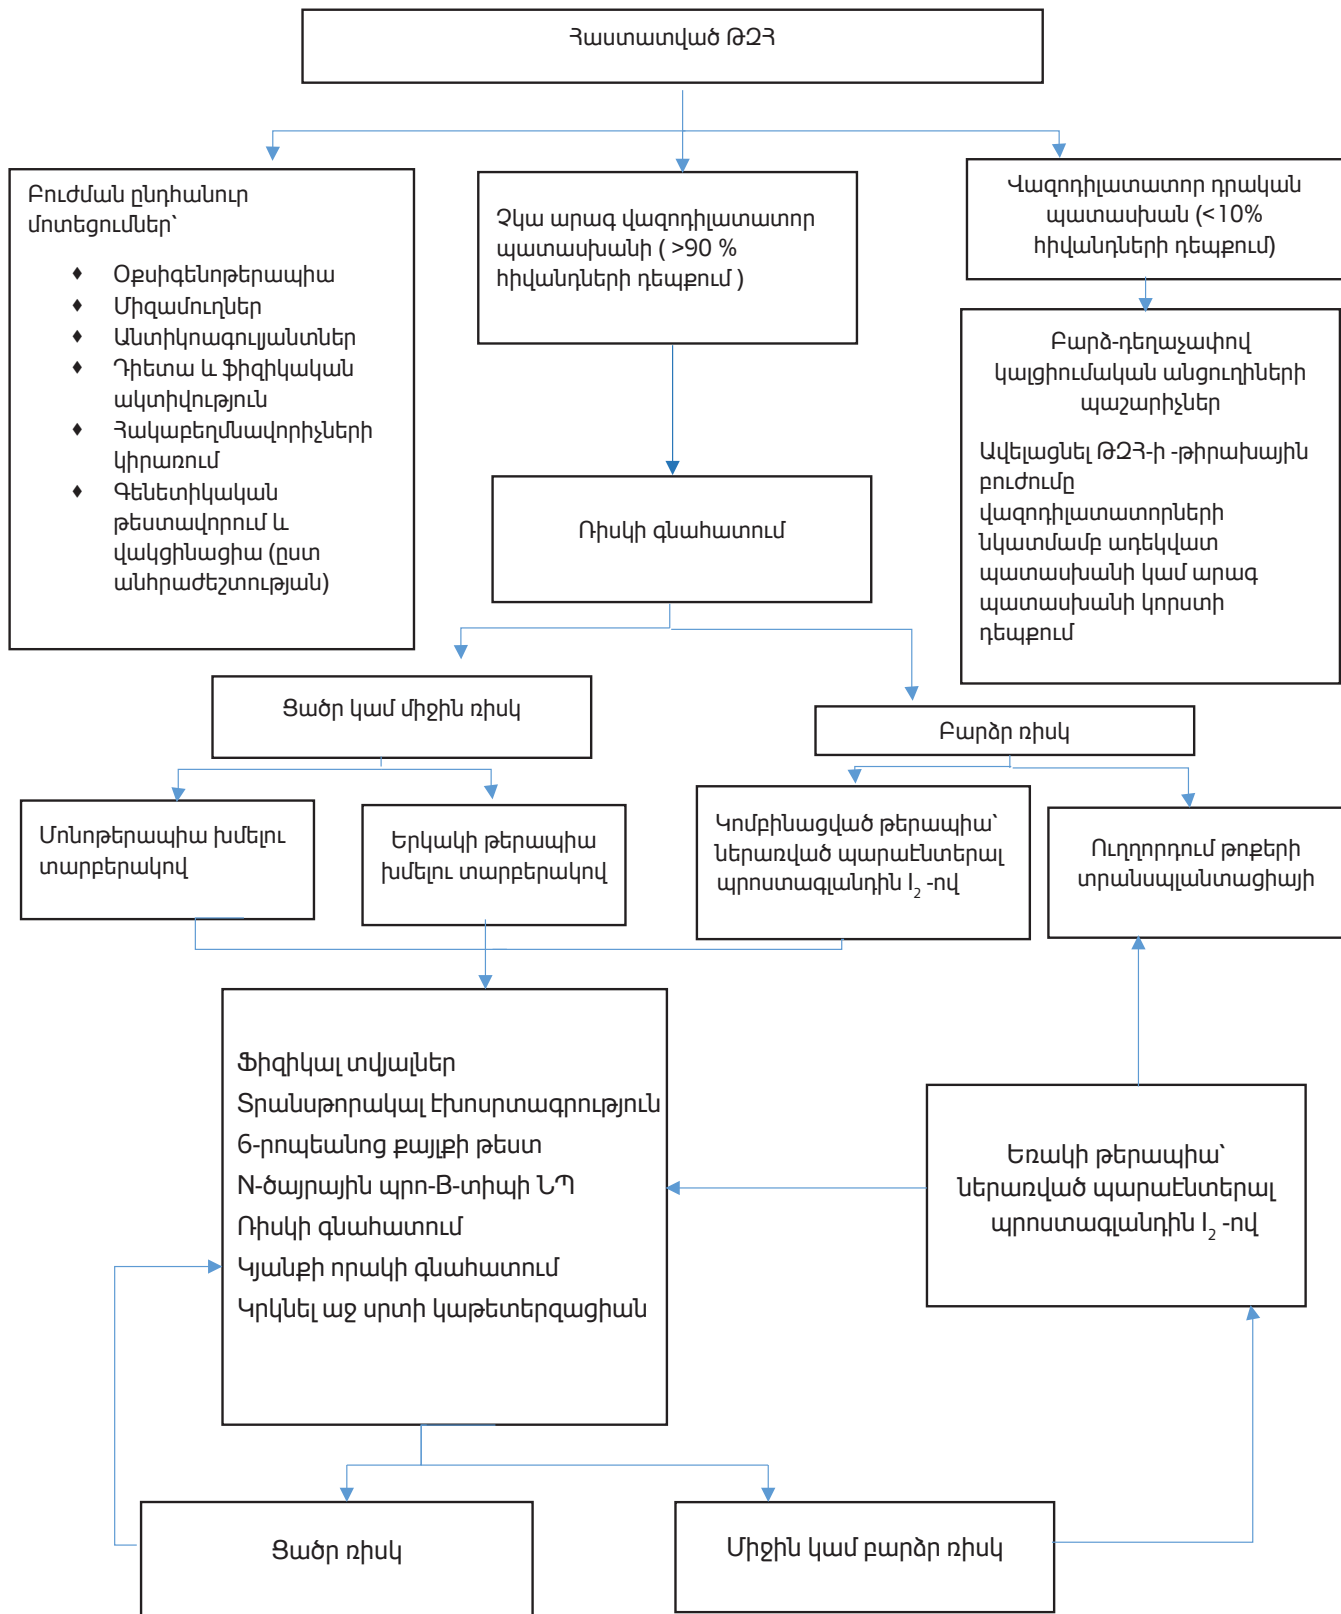 Հաստատված ԹԶՀ
Բուժման ընդհանուր
մոտեցումներ՝
♦ Օքսիգենոթերապիա
♦ Միզամուղներ
♦ Անտիկոագուլյանտներ
♦ Դիետա և ֆիզիկական
ակտիվություն
♦ Հակաբեղմնավորիչների
կիրառում
♦ Գենետիկական
թեստավորում և
վակցինացիա (ըստ
անհրաժեշտության)
Չկա արագ վազոդիլատատոր
պատասխանի ( >90 %
հիվանդների դեպքում )
Վազոդիլատատոր դրական
պատասխան (<10%
հիվանդների դեպքում)
Բարձ-դեղաչափով
կալցիումական անցուղիների
պաշարիչներ
Ավելացնել ԹԶՀ-ի -թիրախային
բուժումը
վազոդիլատատորների
նկատմամբ ադեկվատ
պատասխանի կամ արագ
պատասխանի կորստի
դեպքում
Ռիսկի գնահատում
Ցածր կամ միջին ռիսկ
Բարձր ռիսկ
Մոնոթերապիա խմելու
տարբերակով
Երկակի թերապիա
խմելու տարբերակով
Կոմբինացված թերապիա՝
ներառված պարաէնտերալ
պրոստագլանդին I₂ -ով
Ուղղորդում թոքերի
տրանսպլանտացիայի
Ֆիզիկալ տվյալներ
Տրանսթորակալ էխոսրտագրություն
6-րոպեանոց քայլքի թեստ
N-ծայրային պրո-B-տիպի ՆՊ
Ռիսկի գնահատում
Կյանքի որակի գնահատում
Կրկնել աջ սրտի կաթետերզացիան
Եռակի թերապիա՝
ներառված պարաէնտերալ
պրոստագլանդին I₂ -ով
Ցածր ռիսկ
Միջին կամ բարձր ռիսկ